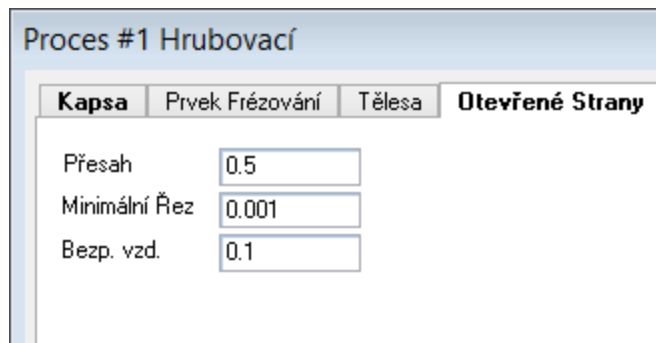 Proces #1 Hrubovací
Kapsa Prvek Frézování Tělesa Otevřené Strany
Přesah 0.5
Minimální Řez 0.001
Bezp. vzd. 0.1